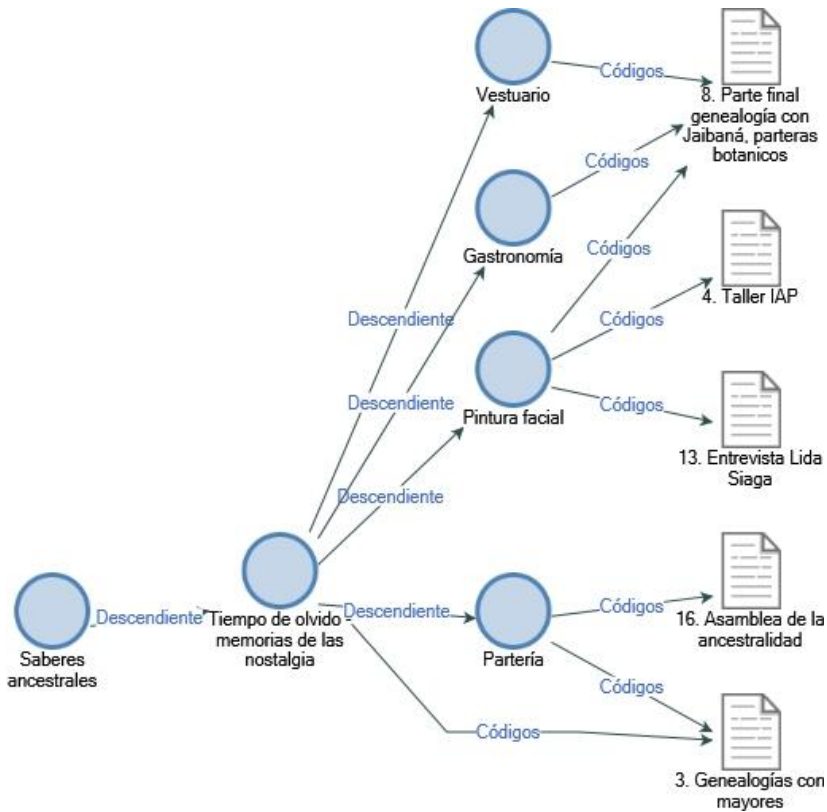 Vestuario
Códigos
8. Parte final
genealogía con
Jaibaná, parteras
botanicos
Gastronomía
Códigos
Códigos
4. Taller IAP
Descendiente
Pintura facial
Códigos
Descendiente
Códigos
13. Entrevista Lida
Siaga
Descendiente
Saberes
ancestrales
Descendiente
Tiempo de olvido -
memorias de las
nostalgia
Descendiente
Partería
Códigos
16. Asamblea de la
ancestralidad
Códigos
Códigos
3. Genealogías con
mayores